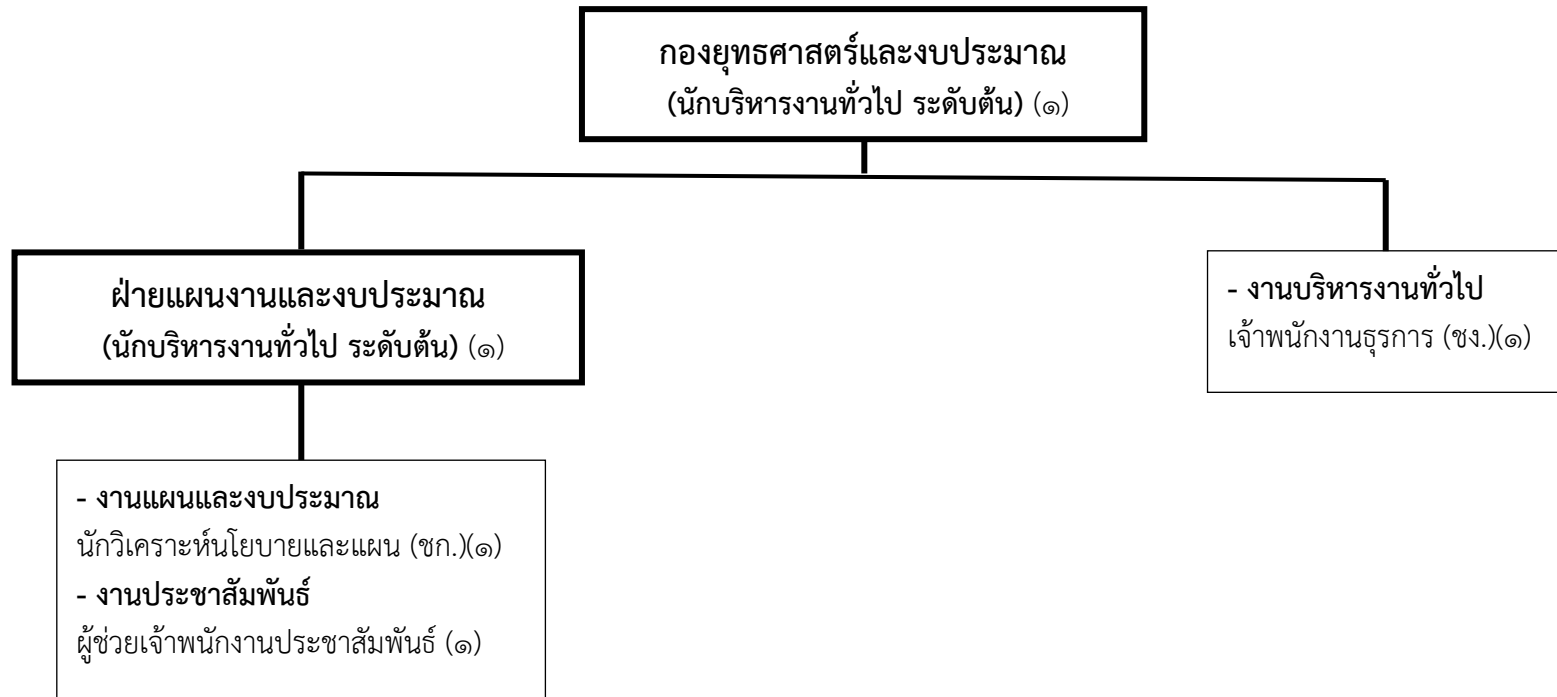 กองยุทธศาสตร์และงบประมาณ
(นักบริหารงานทั่วไป ระดับต้น) (๑)
ฝ่ายแผนงานและงบประมาณ
(นักบริหารงานทั่วไป ระดับต้น) (๑)
- งานแผนและงบประมาณ
นักวิเคราะห์นโยบายและแผน (ชก.)(๑)
- งานประชาสัมพันธ์
ผู้ช่วยเจ้าพนักงานประชาสัมพันธ์ (๑)
- งานบริหารงานทั่วไป
เจ้าพนักงานธุรการ (ชง.)(๑)